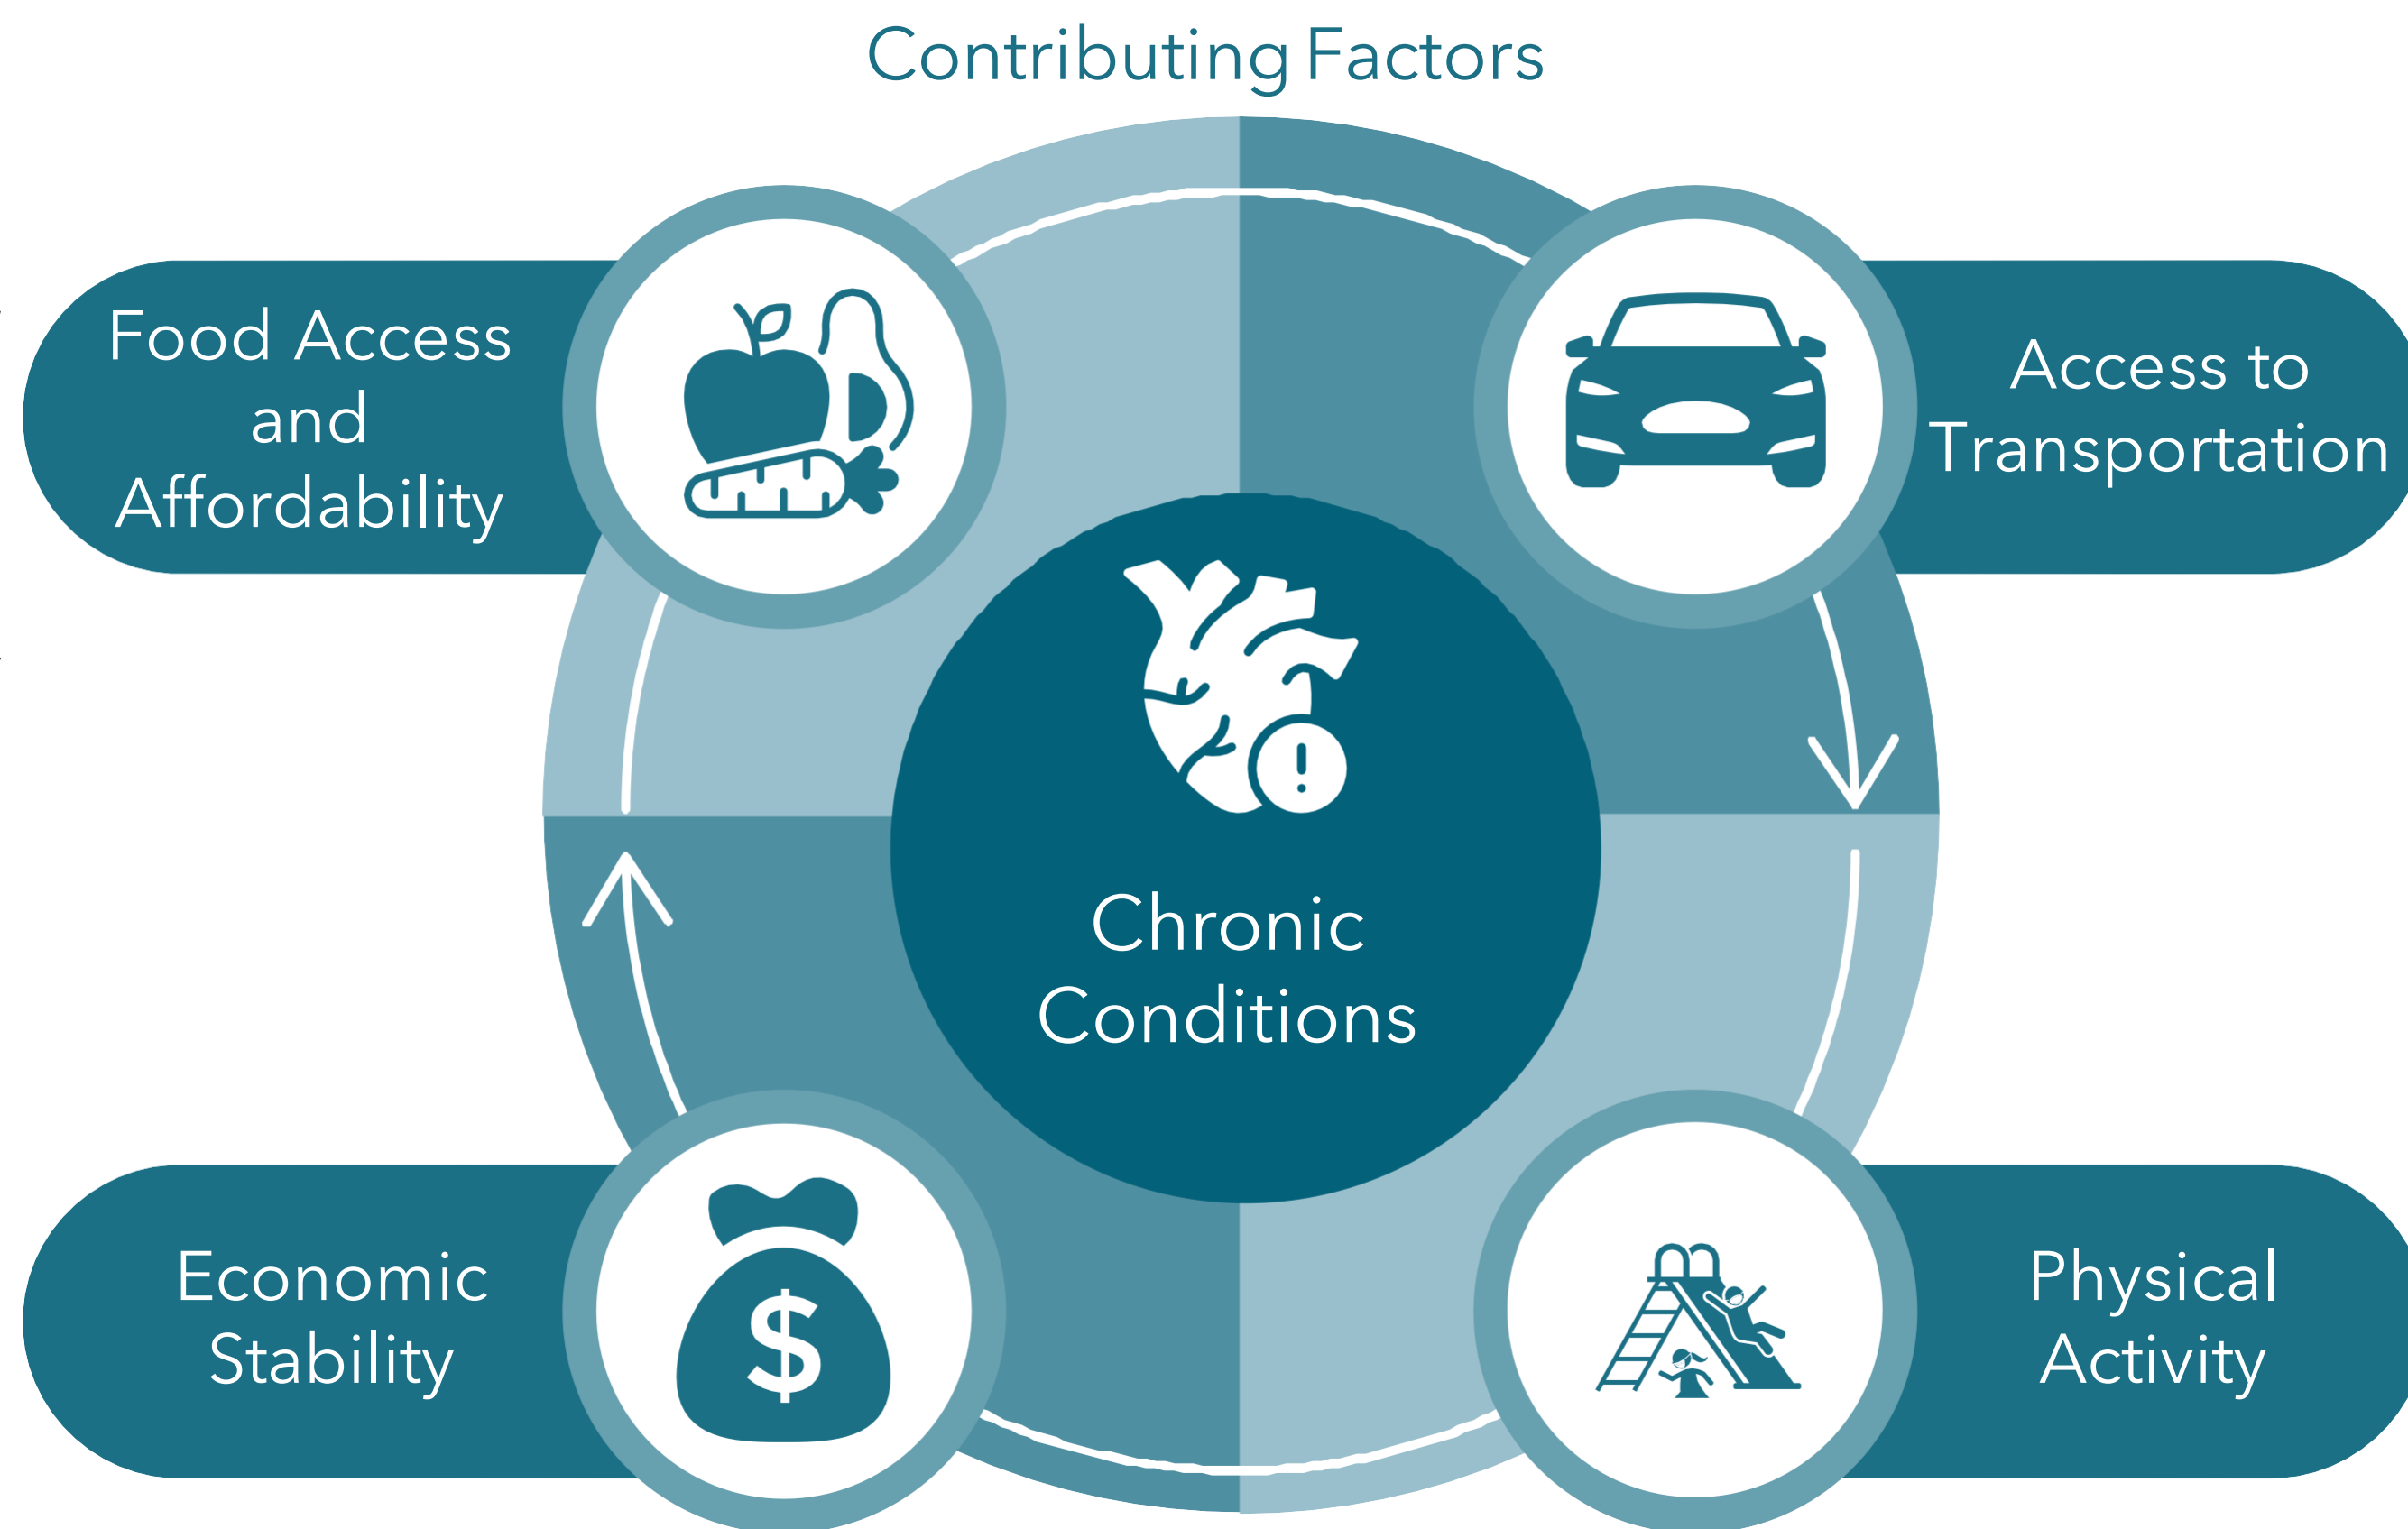 Contributing Factors
Food Access
and
Affordability
Access to
Transportation
Chronic
Conditions
Economic
Stability
$
Physical
Activity